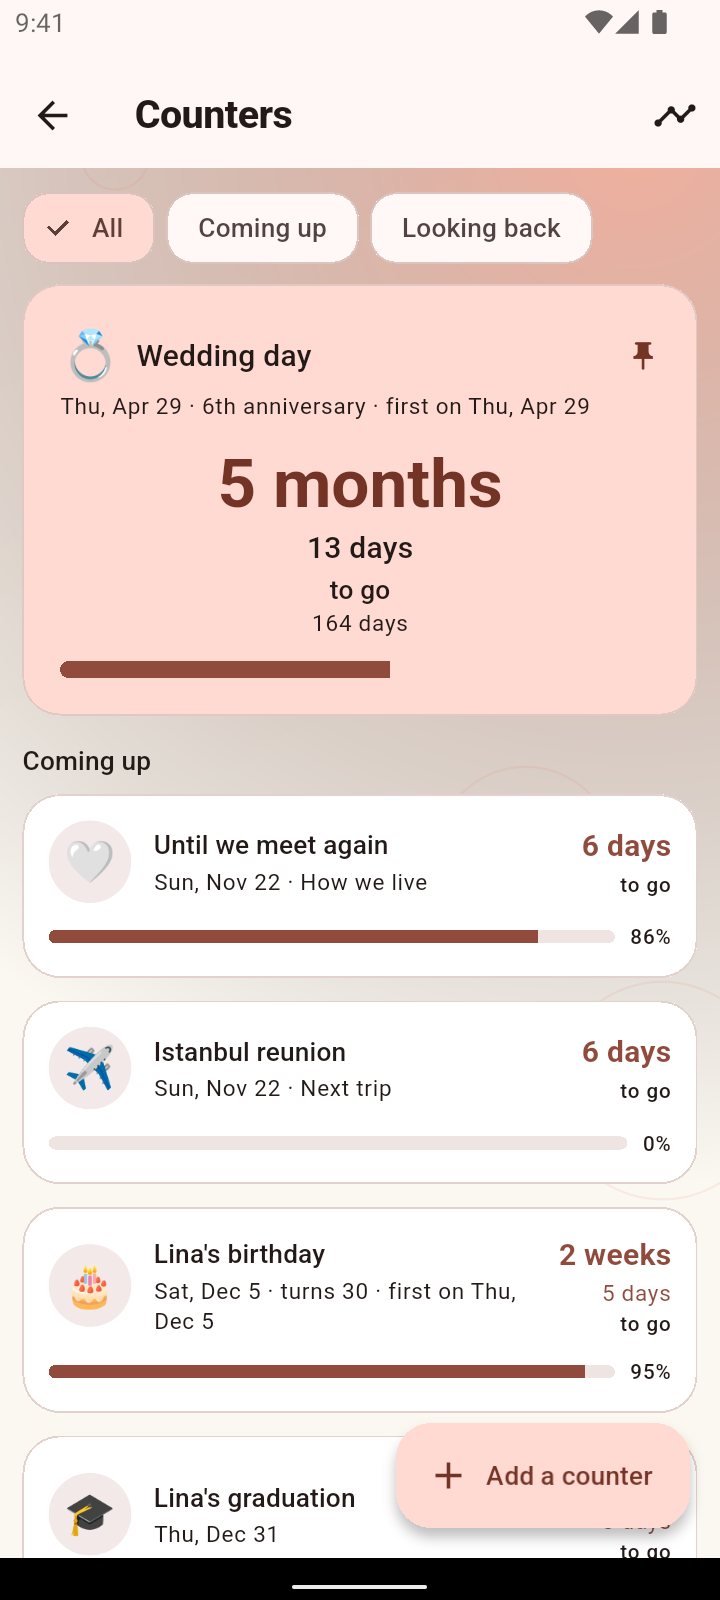 9:41
Counters
All
Coming up
Looking back
Wedding day
Thu, Apr 29 · 6th anniversary · first on Thu, Apr 29
5 months
13 days
to go
164 days
Coming up
Until we meet again
6 days
Sun, Nov 22 · How we live
to go
86%
Istanbul reunion
6 days
Sun, Nov 22 · Next trip
to go
0%
Lina's birthday
2 weeks
Sat, Dec 5 · turns 30 · first on Thu,
Dec 5
5 days
to go
95%
Add a counter
Lina's graduation
Thu, Dec 31
days
to go